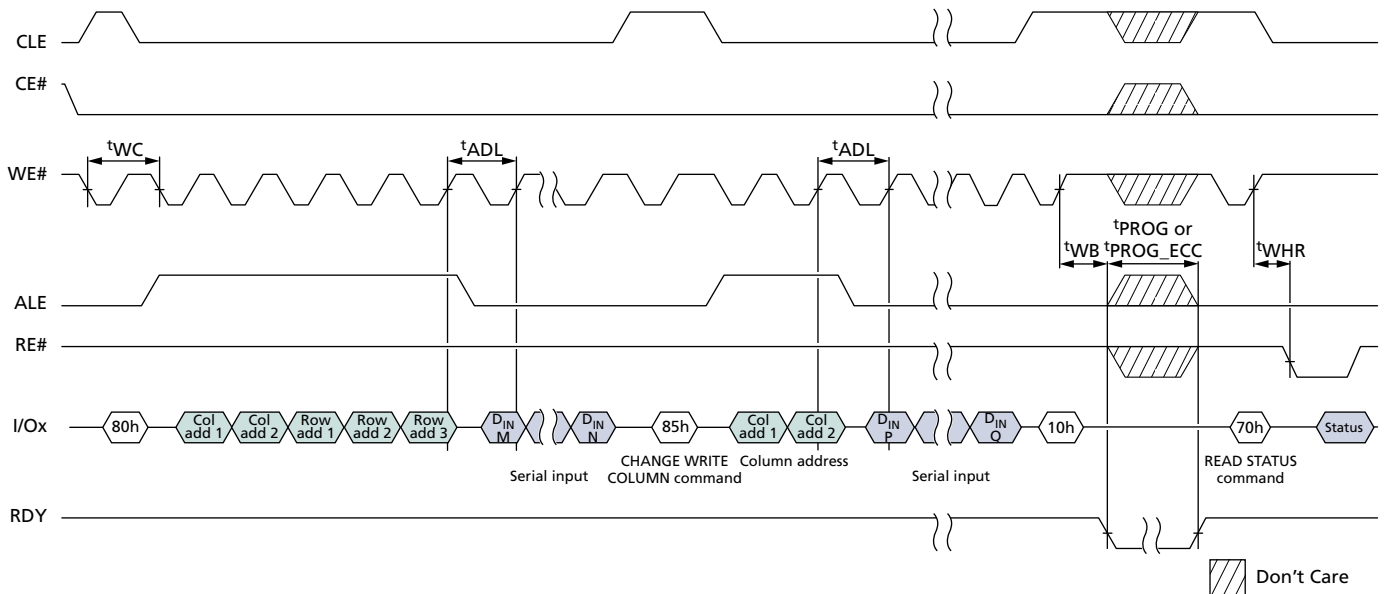 CLE
CE#
tWC
tADL
tADL
WE#
tPROG or
tWB tPROG_ECC
tWHR
ALE
RE#
I/Ox
80h
Col add 1
Col add 2
Row add 1
Row add 2
Row add 3
DIN M
DIN N
85h
Col add 1
Col add 2
DIN P
DIN Q
10h
70h
Status
Serial input
CHANGE WRITE
COLUMN command
Column address
Serial input
READ STATUS
command
RDY
Don't Care